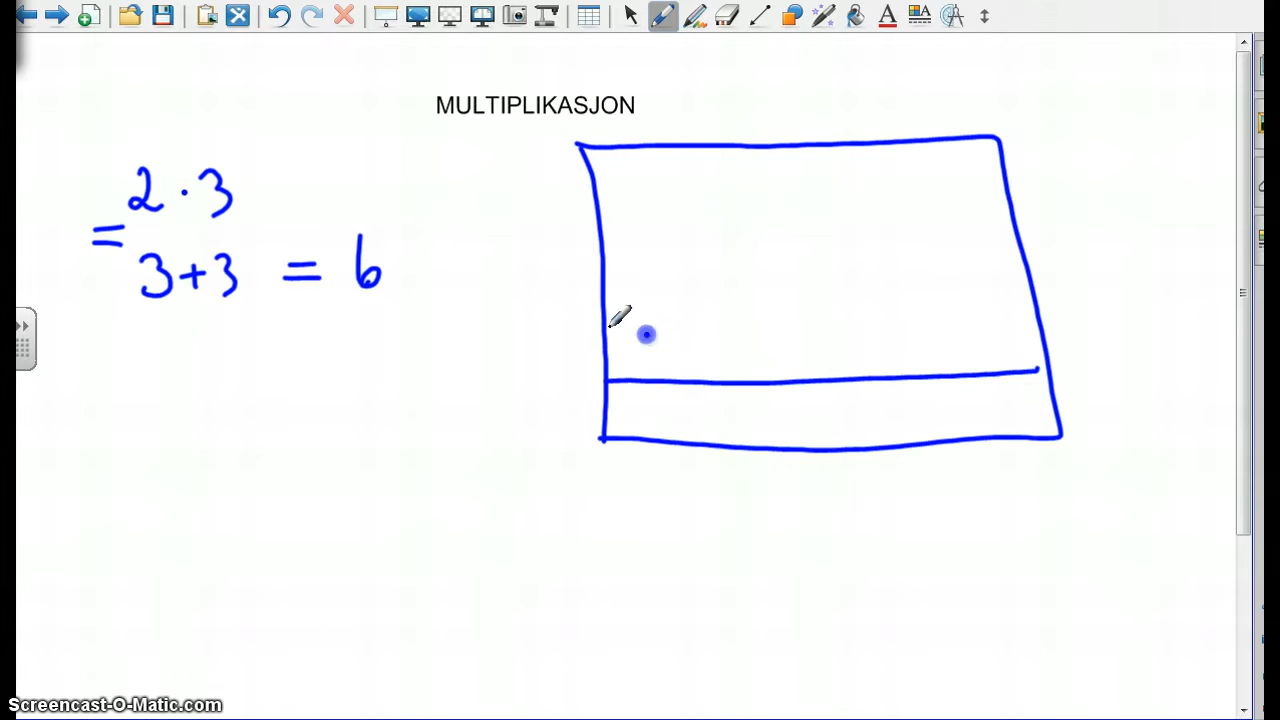 MULTIPLIKASJON
2 · 3
=
3+3 = 6
Screencast-O-Matic.com